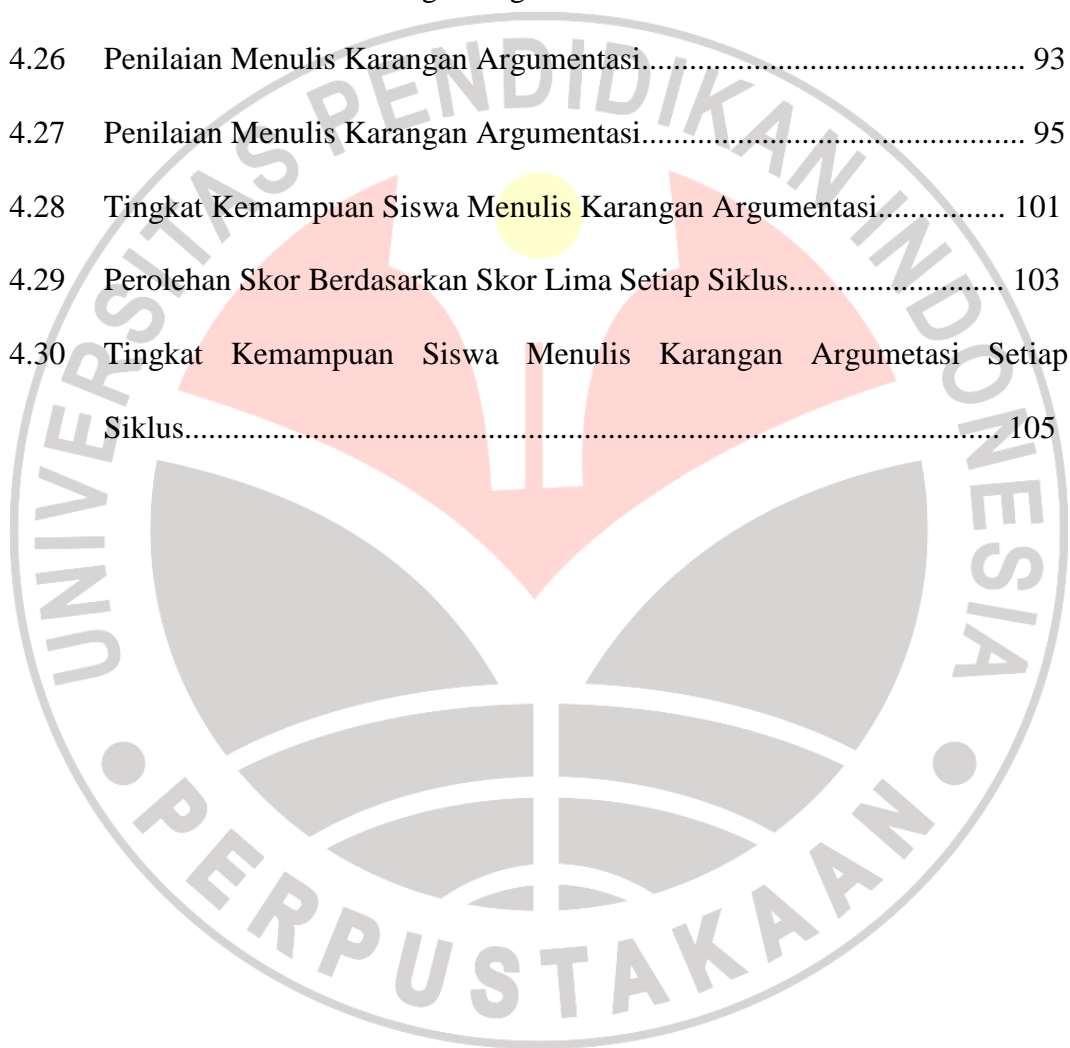 4.26 Penilaian Menulis Karangan Argumentasi............................................... 93
4.27 Penilaian Menulis Karangan Argumentasi............................................... 95
4.28 Tingkat Kemampuan Siswa Menulis Karangan Argumentasi............... 101
4.29 Perolehan Skor Berdasarkan Skor Lima Setiap Siklus.......................... 103
4.30 Tingkat Kemampuan Siswa Menulis Karangan Argumetasi Setiap
Siklus.................................................................................................... 105
UNIVERSITAS PENDIDIKAN INDONESIA
PERPUSTAKAAN